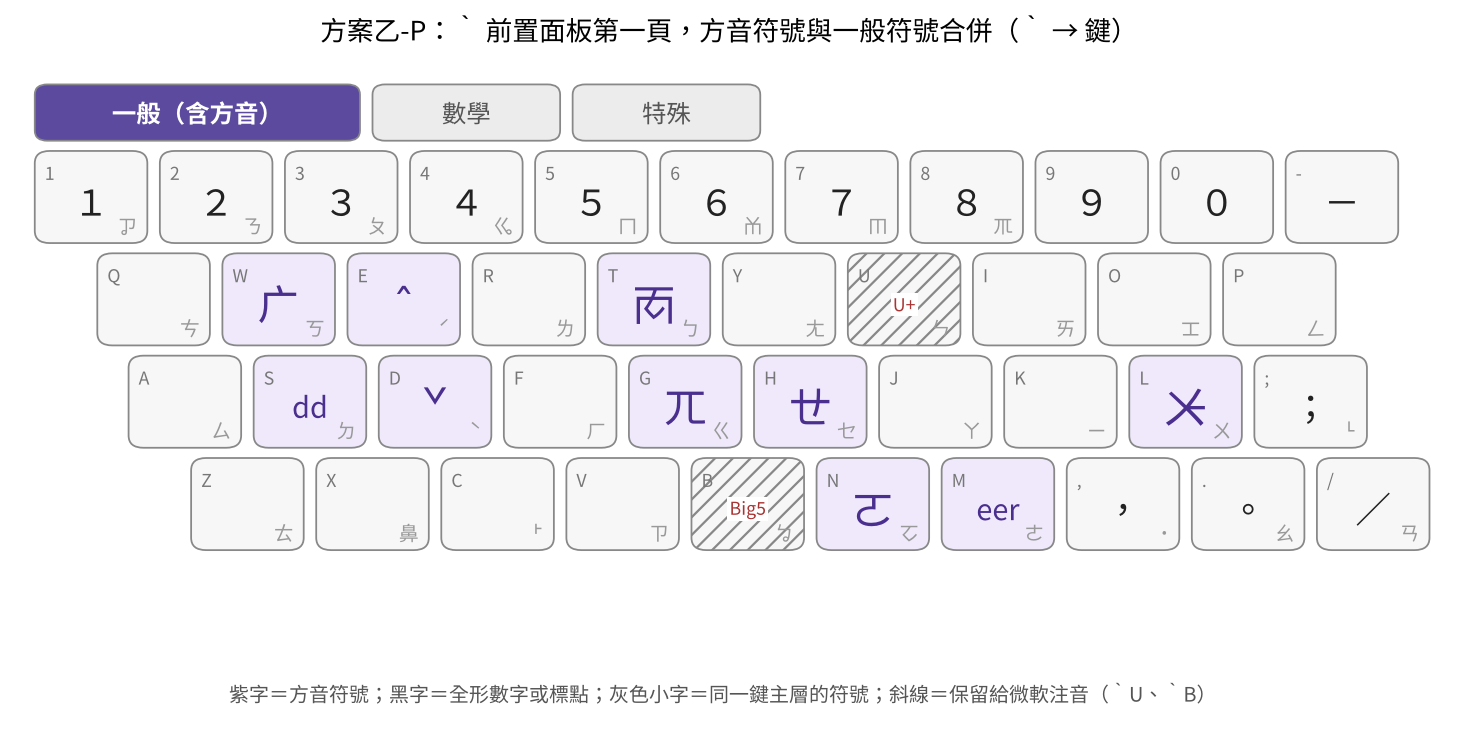 方案乙-P：ˋ 前置面板第一頁，方音符號與一般符號合併（ˋ → 鍵）
一般（含方音） 數學 特殊
1 １ ㄗ゚ 2 ２ ㄋ 3 ３ ㄆ 4 ４ 5 ５ ㄇ 6 ６ 7 ７ 8 ８ 9 ９ 0 ０ - －
Q ㄘ W 广 ㄎ E ˆ ˊ R ㄌ T ㄅ Y ㄤ U U+ ㄣ I ㄞ O ㄛ P ㄥ
A ㄙ S dd ㄉ D ˇ ˋ F ㄏ G ㄫ ㄍ H ㄝ ㄝ J ㄚ K ㄧ L ㄨ ; ；
Z ㄊ X 鼻 C V ㄗ B Big5 N ㄜ M eer ㄜ , ， ˙ . 。 ㄠ / ／ ㄢ
紫字＝方音符號；黑字＝全形數字或標點；灰色小字＝同一鍵主層的符號；斜線＝保留給微軟注音（ˋU、ˋB）